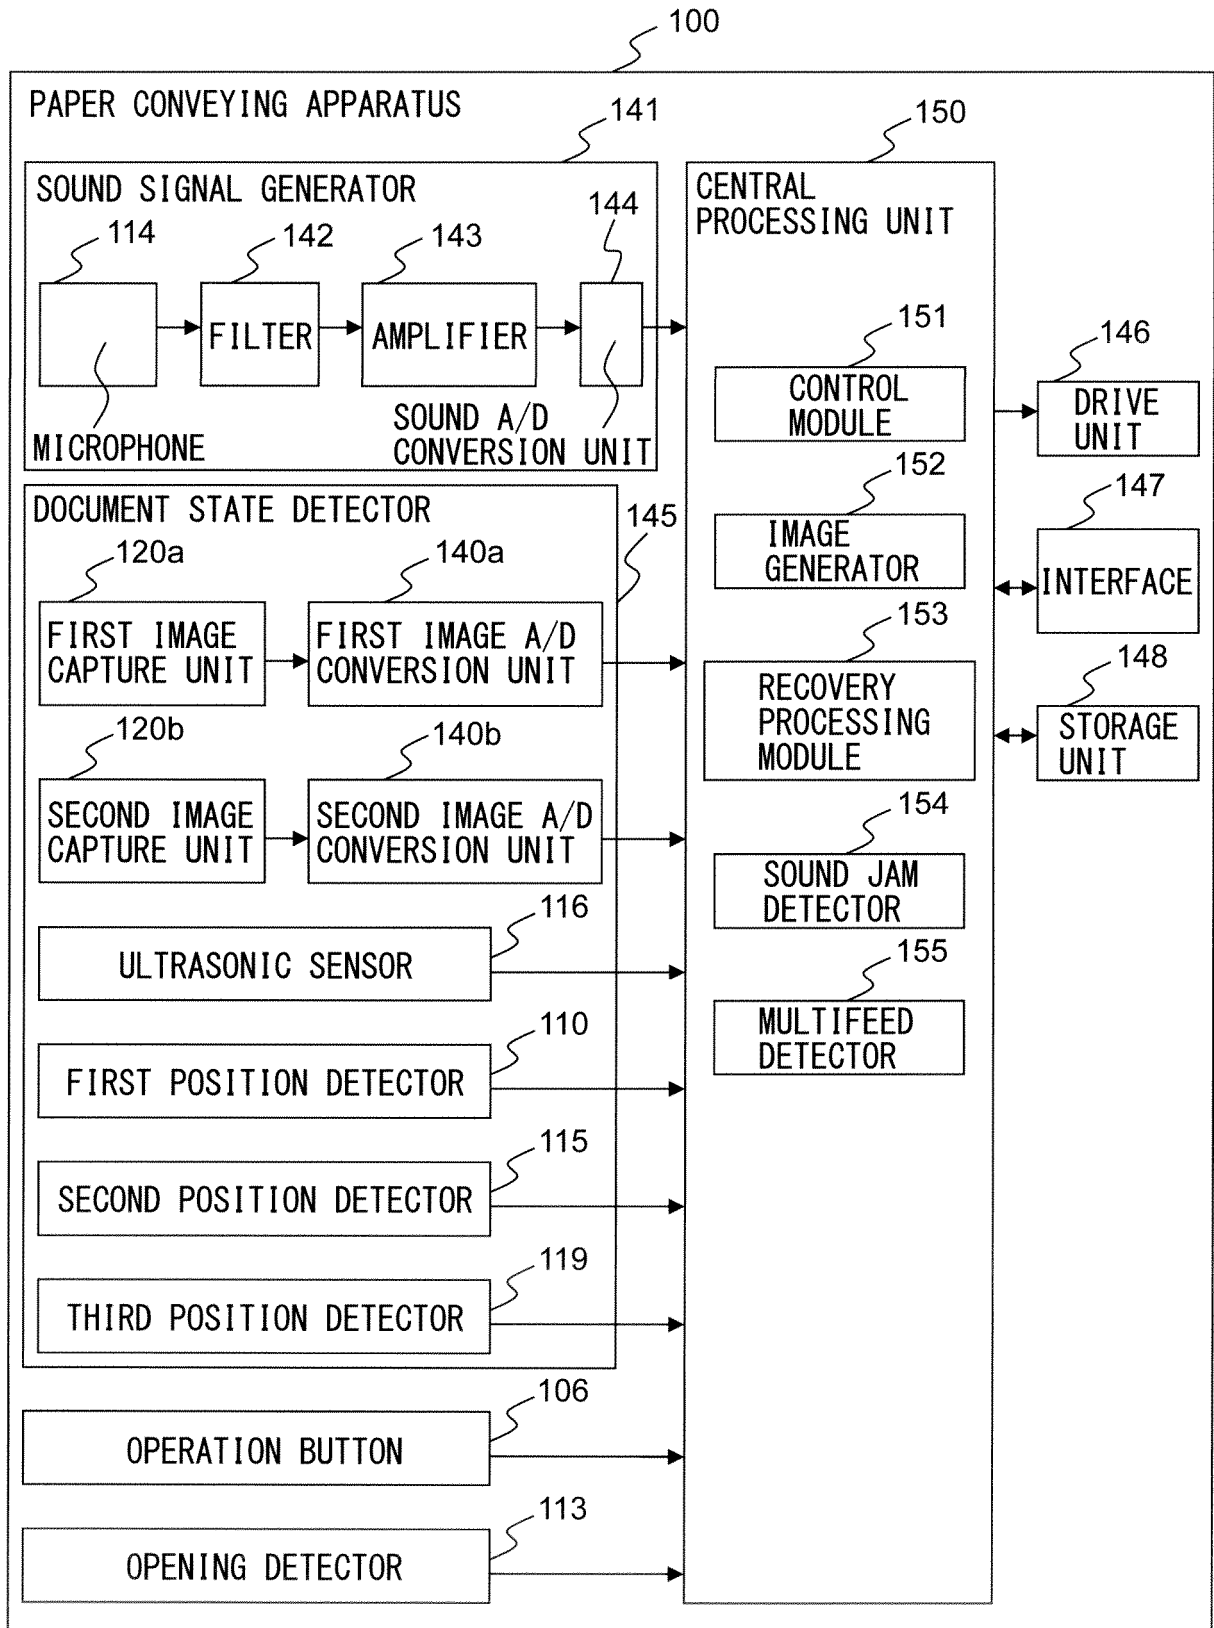 100
PAPER CONVEYING APPARATUS
141
150
SOUND SIGNAL GENERATOR
114
142
143
144
FILTER
AMPLIFIER
MICROPHONE
SOUND A/D
CONVERSION UNIT
CENTRAL
PROCESSING UNIT
151
CONTROL
MODULE
152
IMAGE
GENERATOR
153
RECOVERY
PROCESSING
MODULE
154
SOUND JAM
DETECTOR
155
MULTIFEED
DETECTOR
146
DRIVE
UNIT
147
INTERFACE
148
STORAGE
UNIT
DOCUMENT STATE DETECTOR
145
120a
140a
FIRST IMAGE
CAPTURE UNIT
FIRST IMAGE A/D
CONVERSION UNIT
120b
140b
SECOND IMAGE
CAPTURE UNIT
SECOND IMAGE A/D
CONVERSION UNIT
116
ULTRASONIC SENSOR
110
FIRST POSITION DETECTOR
115
SECOND POSITION DETECTOR
119
THIRD POSITION DETECTOR
106
OPERATION BUTTON
113
OPENING DETECTOR